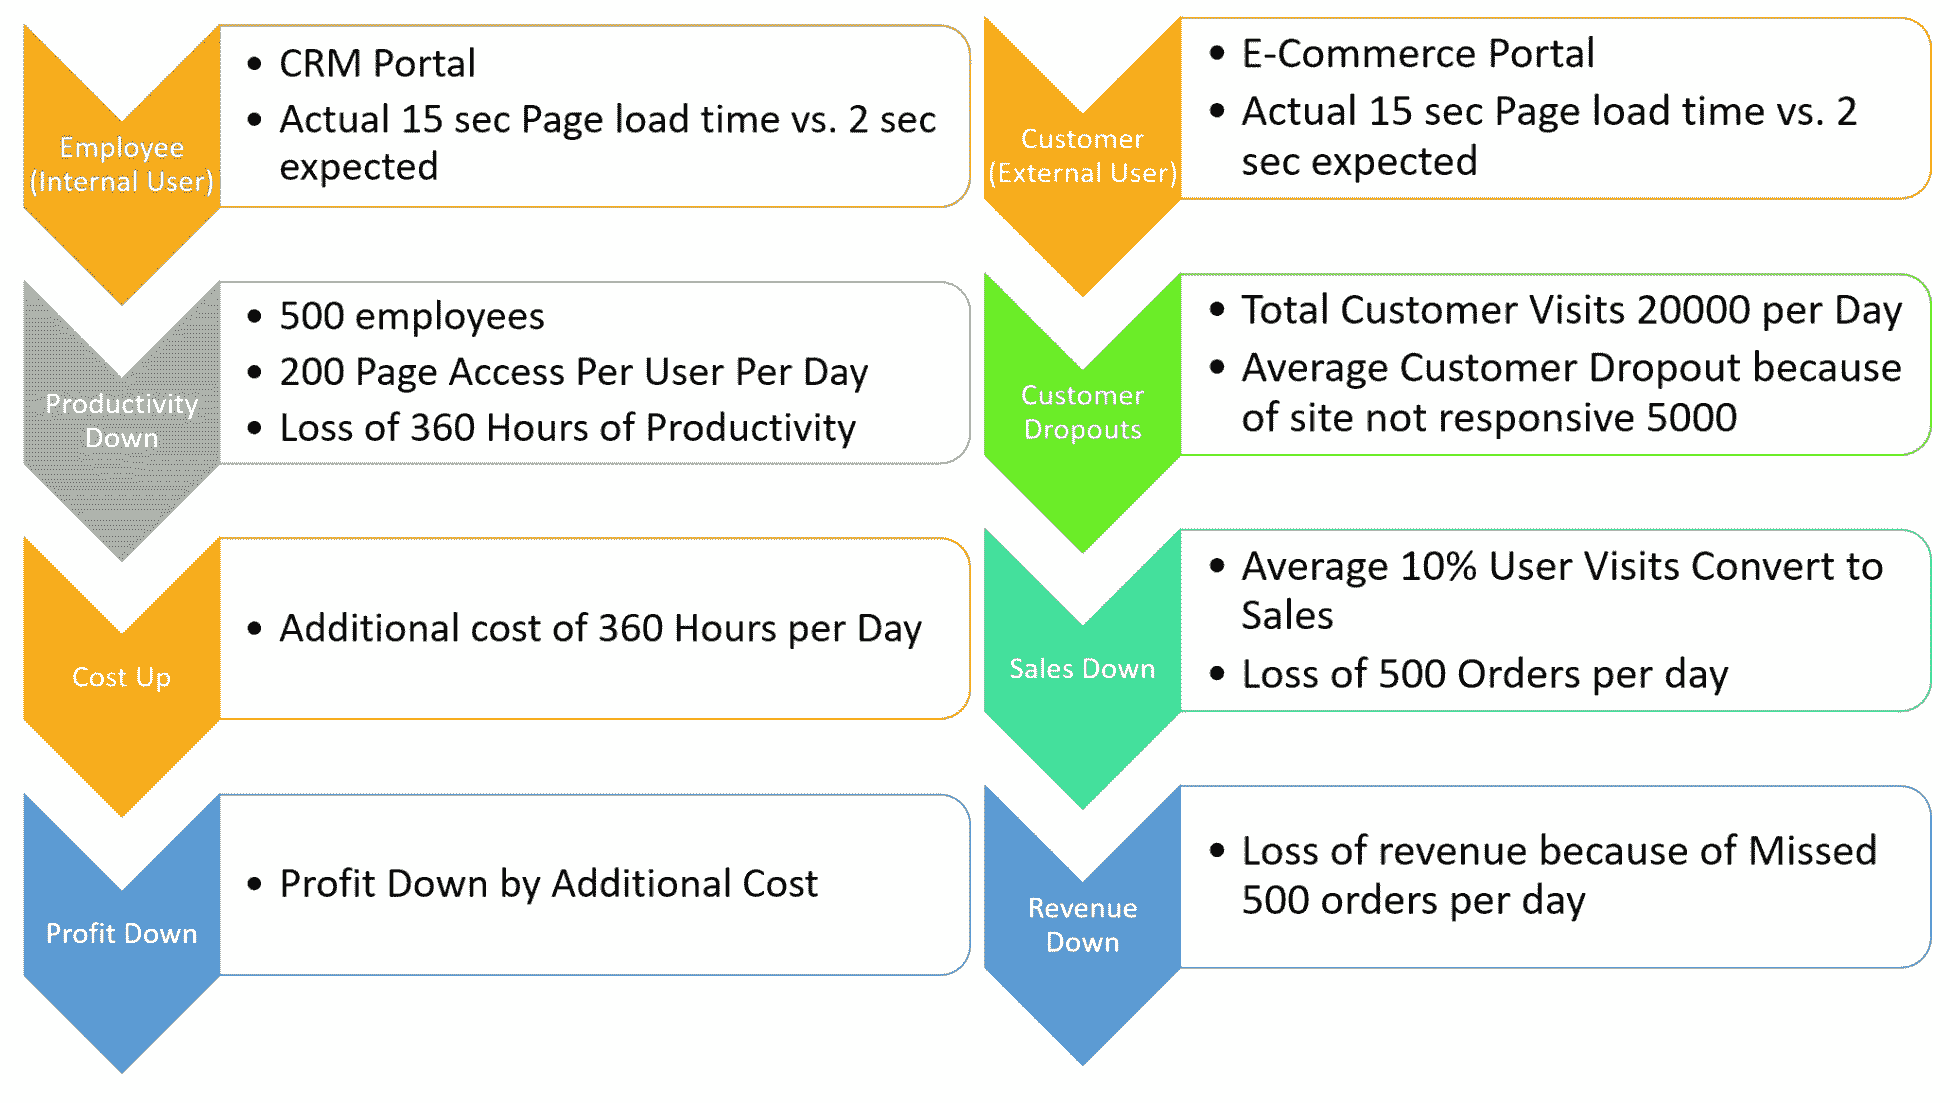 Employee
(Internal User)
• CRM Portal
• Actual 15 sec Page load time vs. 2 sec
expected
Productivity
Down
• 500 employees
• 200 Page Access Per User Per Day
• Loss of 360 Hours of Productivity
Cost Up
• Additional cost of 360 Hours per Day
Profit Down
• Profit Down by Additional Cost
Customer
(External User)
• E-Commerce Portal
• Actual 15 sec Page load time vs. 2
sec expected
Customer
Dropouts
• Total Customer Visits 20000 per Day
• Average Customer Dropout because
of site not responsive 5000
Sales Down
• Average 10% User Visits Convert to
Sales
• Loss of 500 Orders per day
Revenue
Down
• Loss of revenue because of Missed
500 orders per day